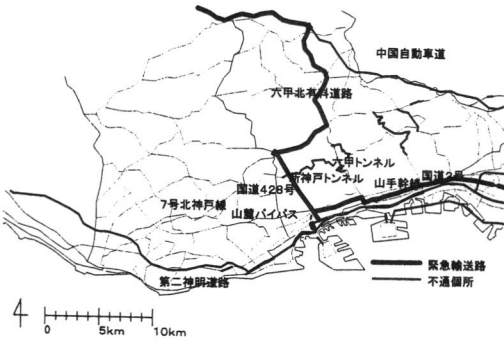 中国自動車道
六甲北有料道路
六甲トンネル
新神戸トンネル
国道2号
山手幹線
国道428号
7号北神戸線
山麓バイパス
第二神明道路
緊急輸送路
不通個所
0 5km 10km